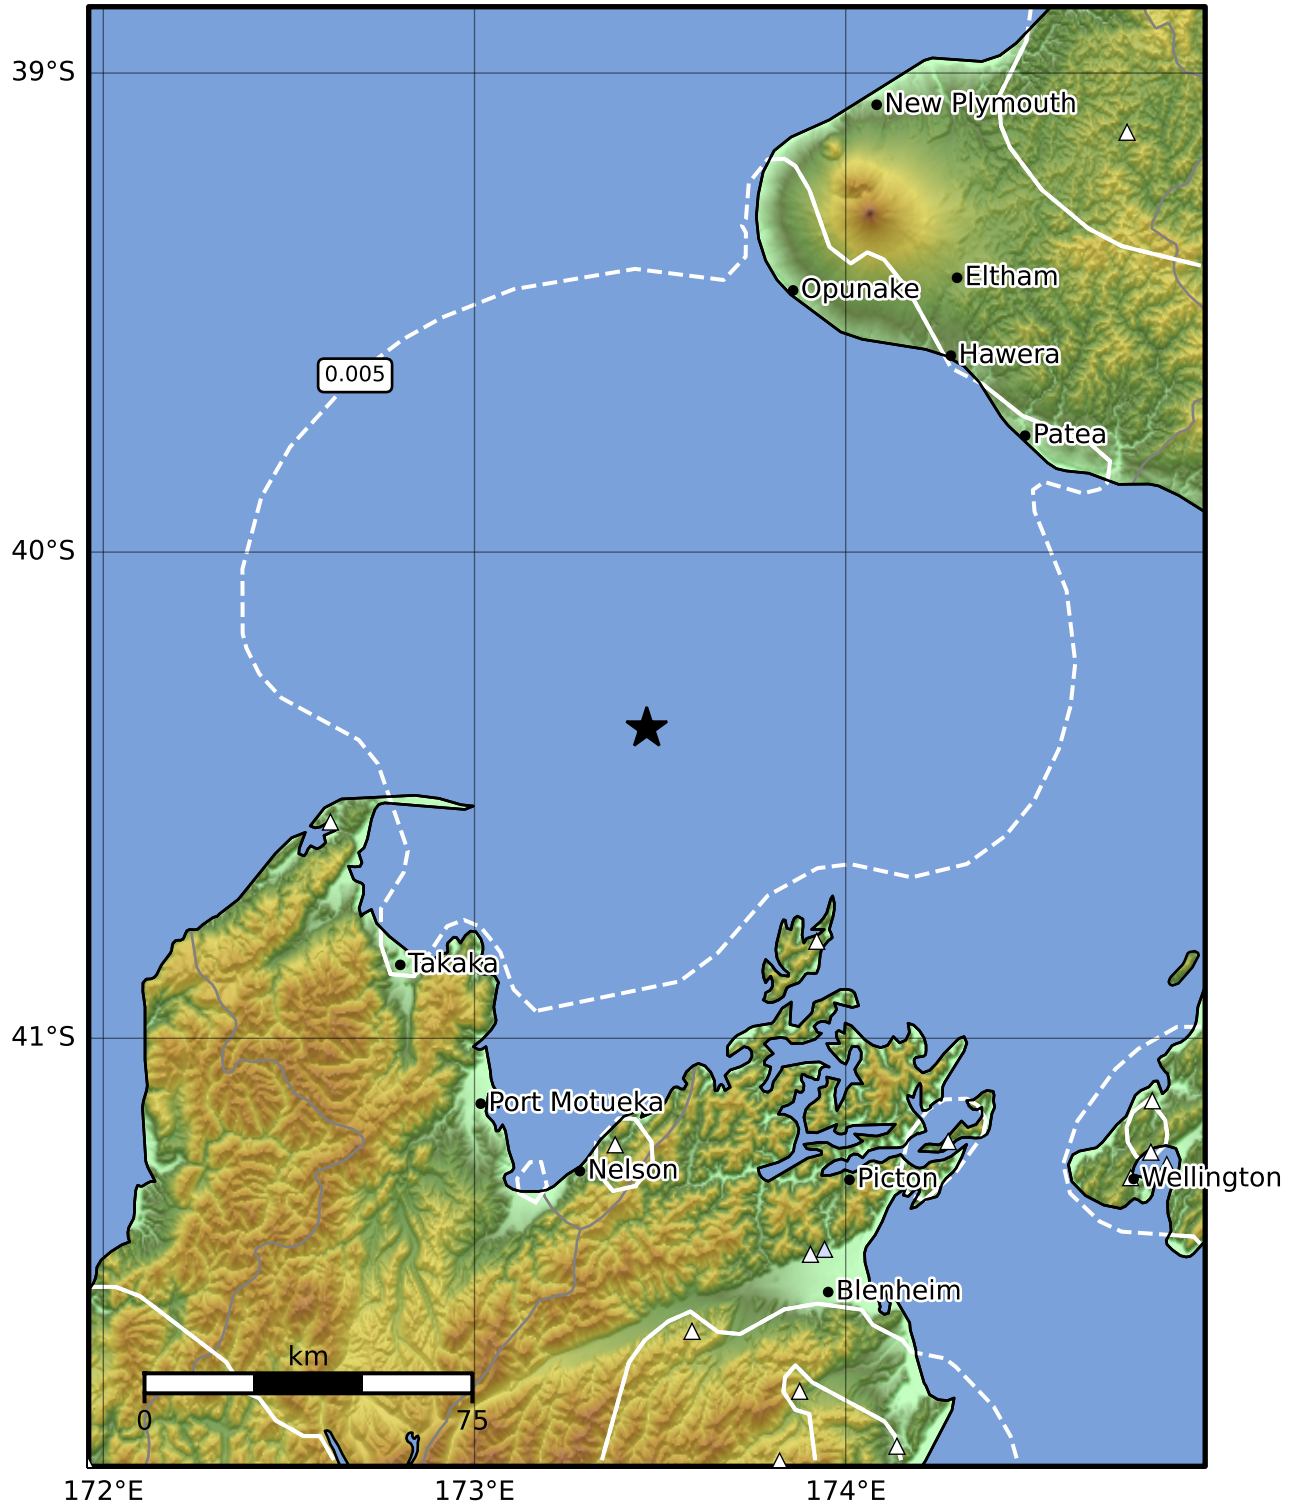 39°S
New Plymouth
Eltham
Opunake
Hawera
0.005
Patea
40°S
Takaka
41°S
Port Motueka
Nelson
Picton
Wellington
Blenheim
km
0
75
172°E
173°E
174°E